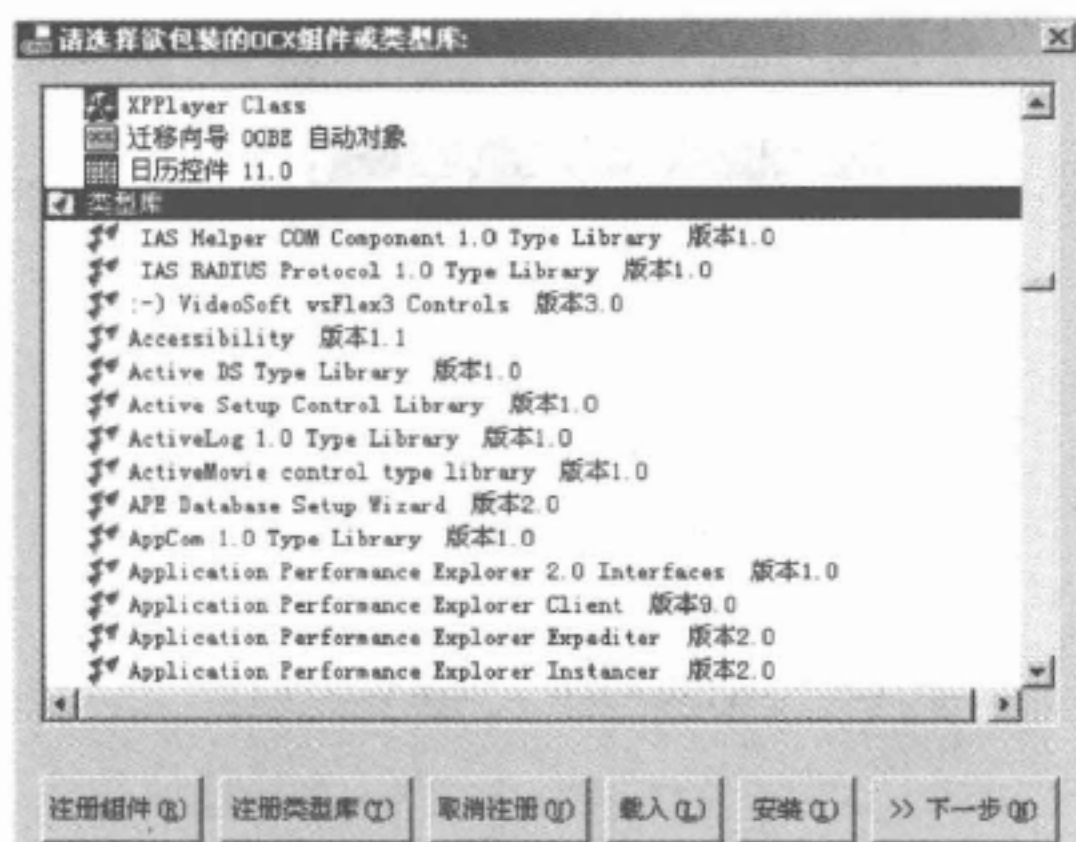 请选择欲包装的OCX组件或类型库:
XPPlayer Class
迁移向导 OOBE 自动对象
日历控件 11.0
类型库
IAS Helper COM Component 1.0 Type Library 版本1.0
IAS RADIUS Protocol 1.0 Type Library 版本1.0
:-) VideoSoft vsFlex3 Controls 版本3.0
Accessibility 版本1.1
Active DS Type Library 版本1.0
Active Setup Control Library 版本1.0
ActiveLog 1.0 Type Library 版本1.0
ActiveMovie control type library 版本1.0
APE Database Setup Wizard 版本2.0
AppCom 1.0 Type Library 版本1.0
Application Performance Explorer 2.0 Interfaces 版本1.0
Application Performance Explorer Client 版本9.0
Application Performance Explorer Expediter 版本2.0
Application Performance Explorer Instancer 版本2.0
注册组件(R) 注册类型库(T) 取消注册(U) 载入(L) 安装(I) >> 下一步(N)